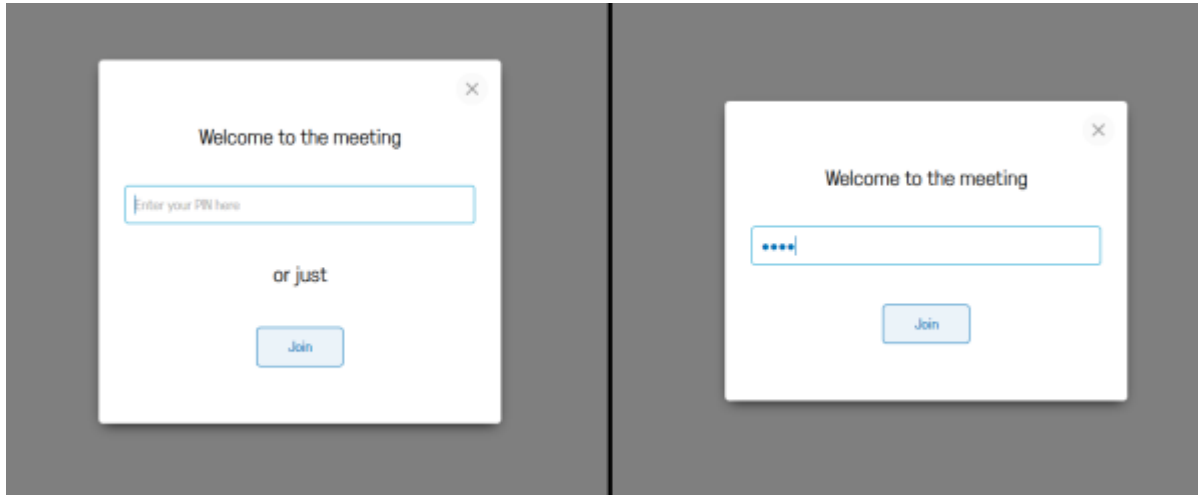 Welcome to the meeting
Enter your PIN here
or just
Join
Welcome to the meeting
••••
Join